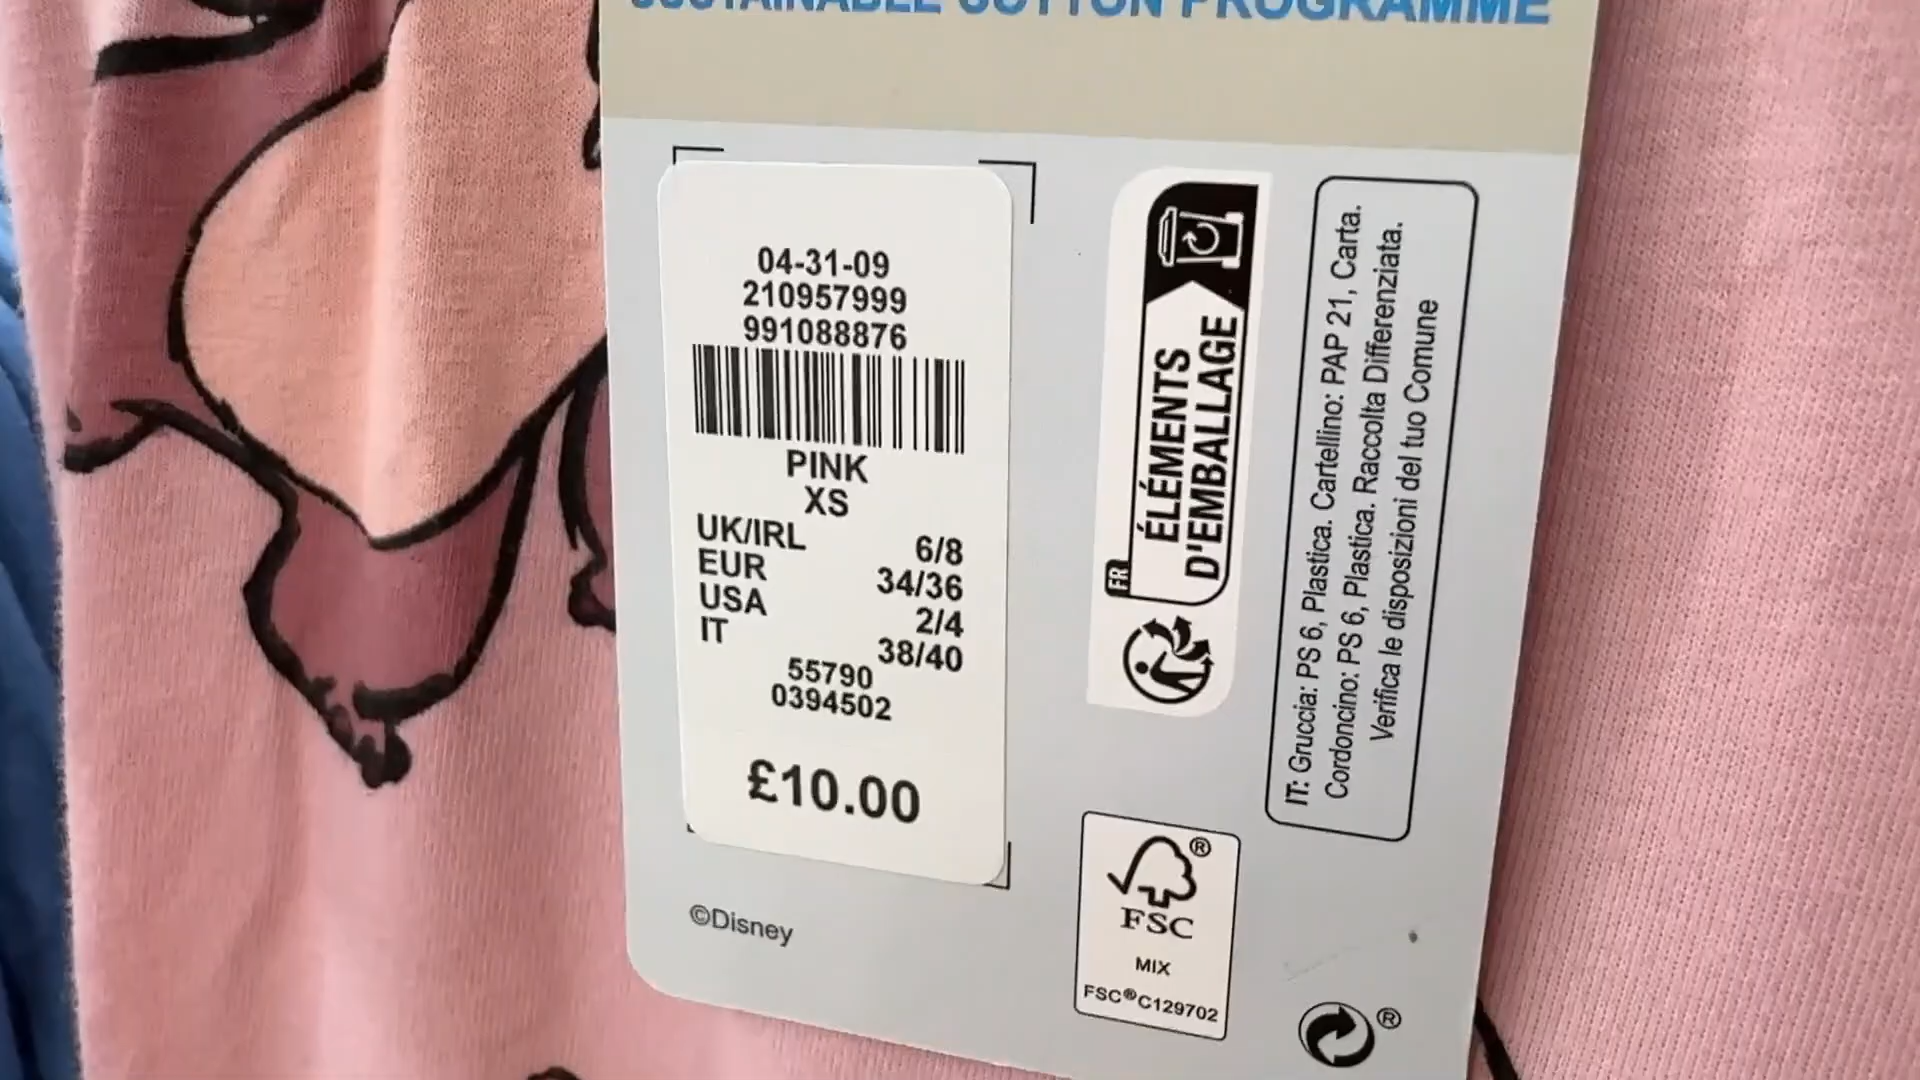 SUSTAINABLE COTTON PROGRAMME
04-31-09
210957999
991088876
PINK
XS
UK/IRL 6/8
EUR 34/36
USA 2/4
IT 38/40
55790
0394502
£10.00
©Disney
FR
ÉLÉMENTS
D'EMBALLAGE
IT: Gruccia: PS 6, Plastica. Cartellino: PAP 21, Carta.
Cordoncino: PS 6, Plastica. Raccolta Differenziata.
Verifica le disposizioni del tuo Comune
®
FSC
MIX
FSC®C129702
®